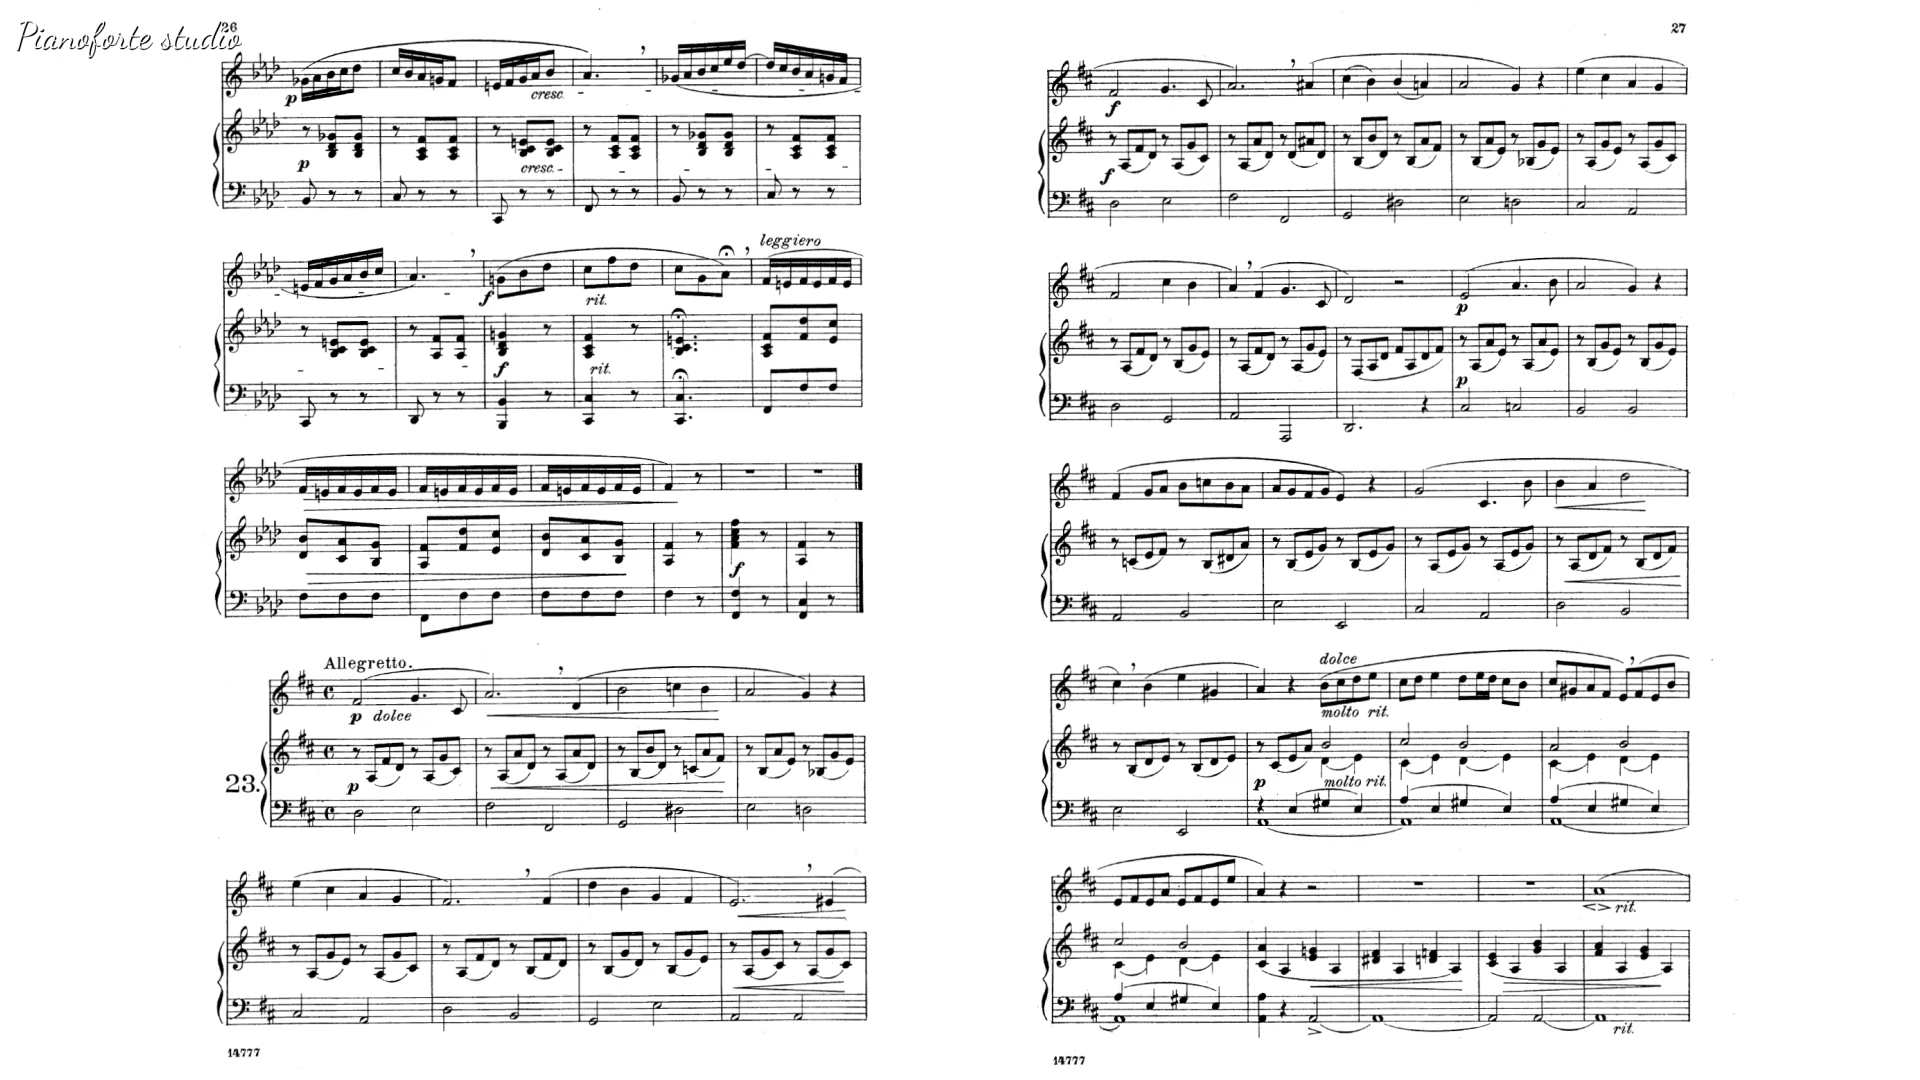 Pianoforte studio
26
p
cresc.
p
cresc.
leggiero
f
rit.
f
rit.
f
Allegretto.
p dolce
23.
p
14777
27
f
f
p
p
dolce
molto rit.
p
molto rit.
rit.
rit.
14777